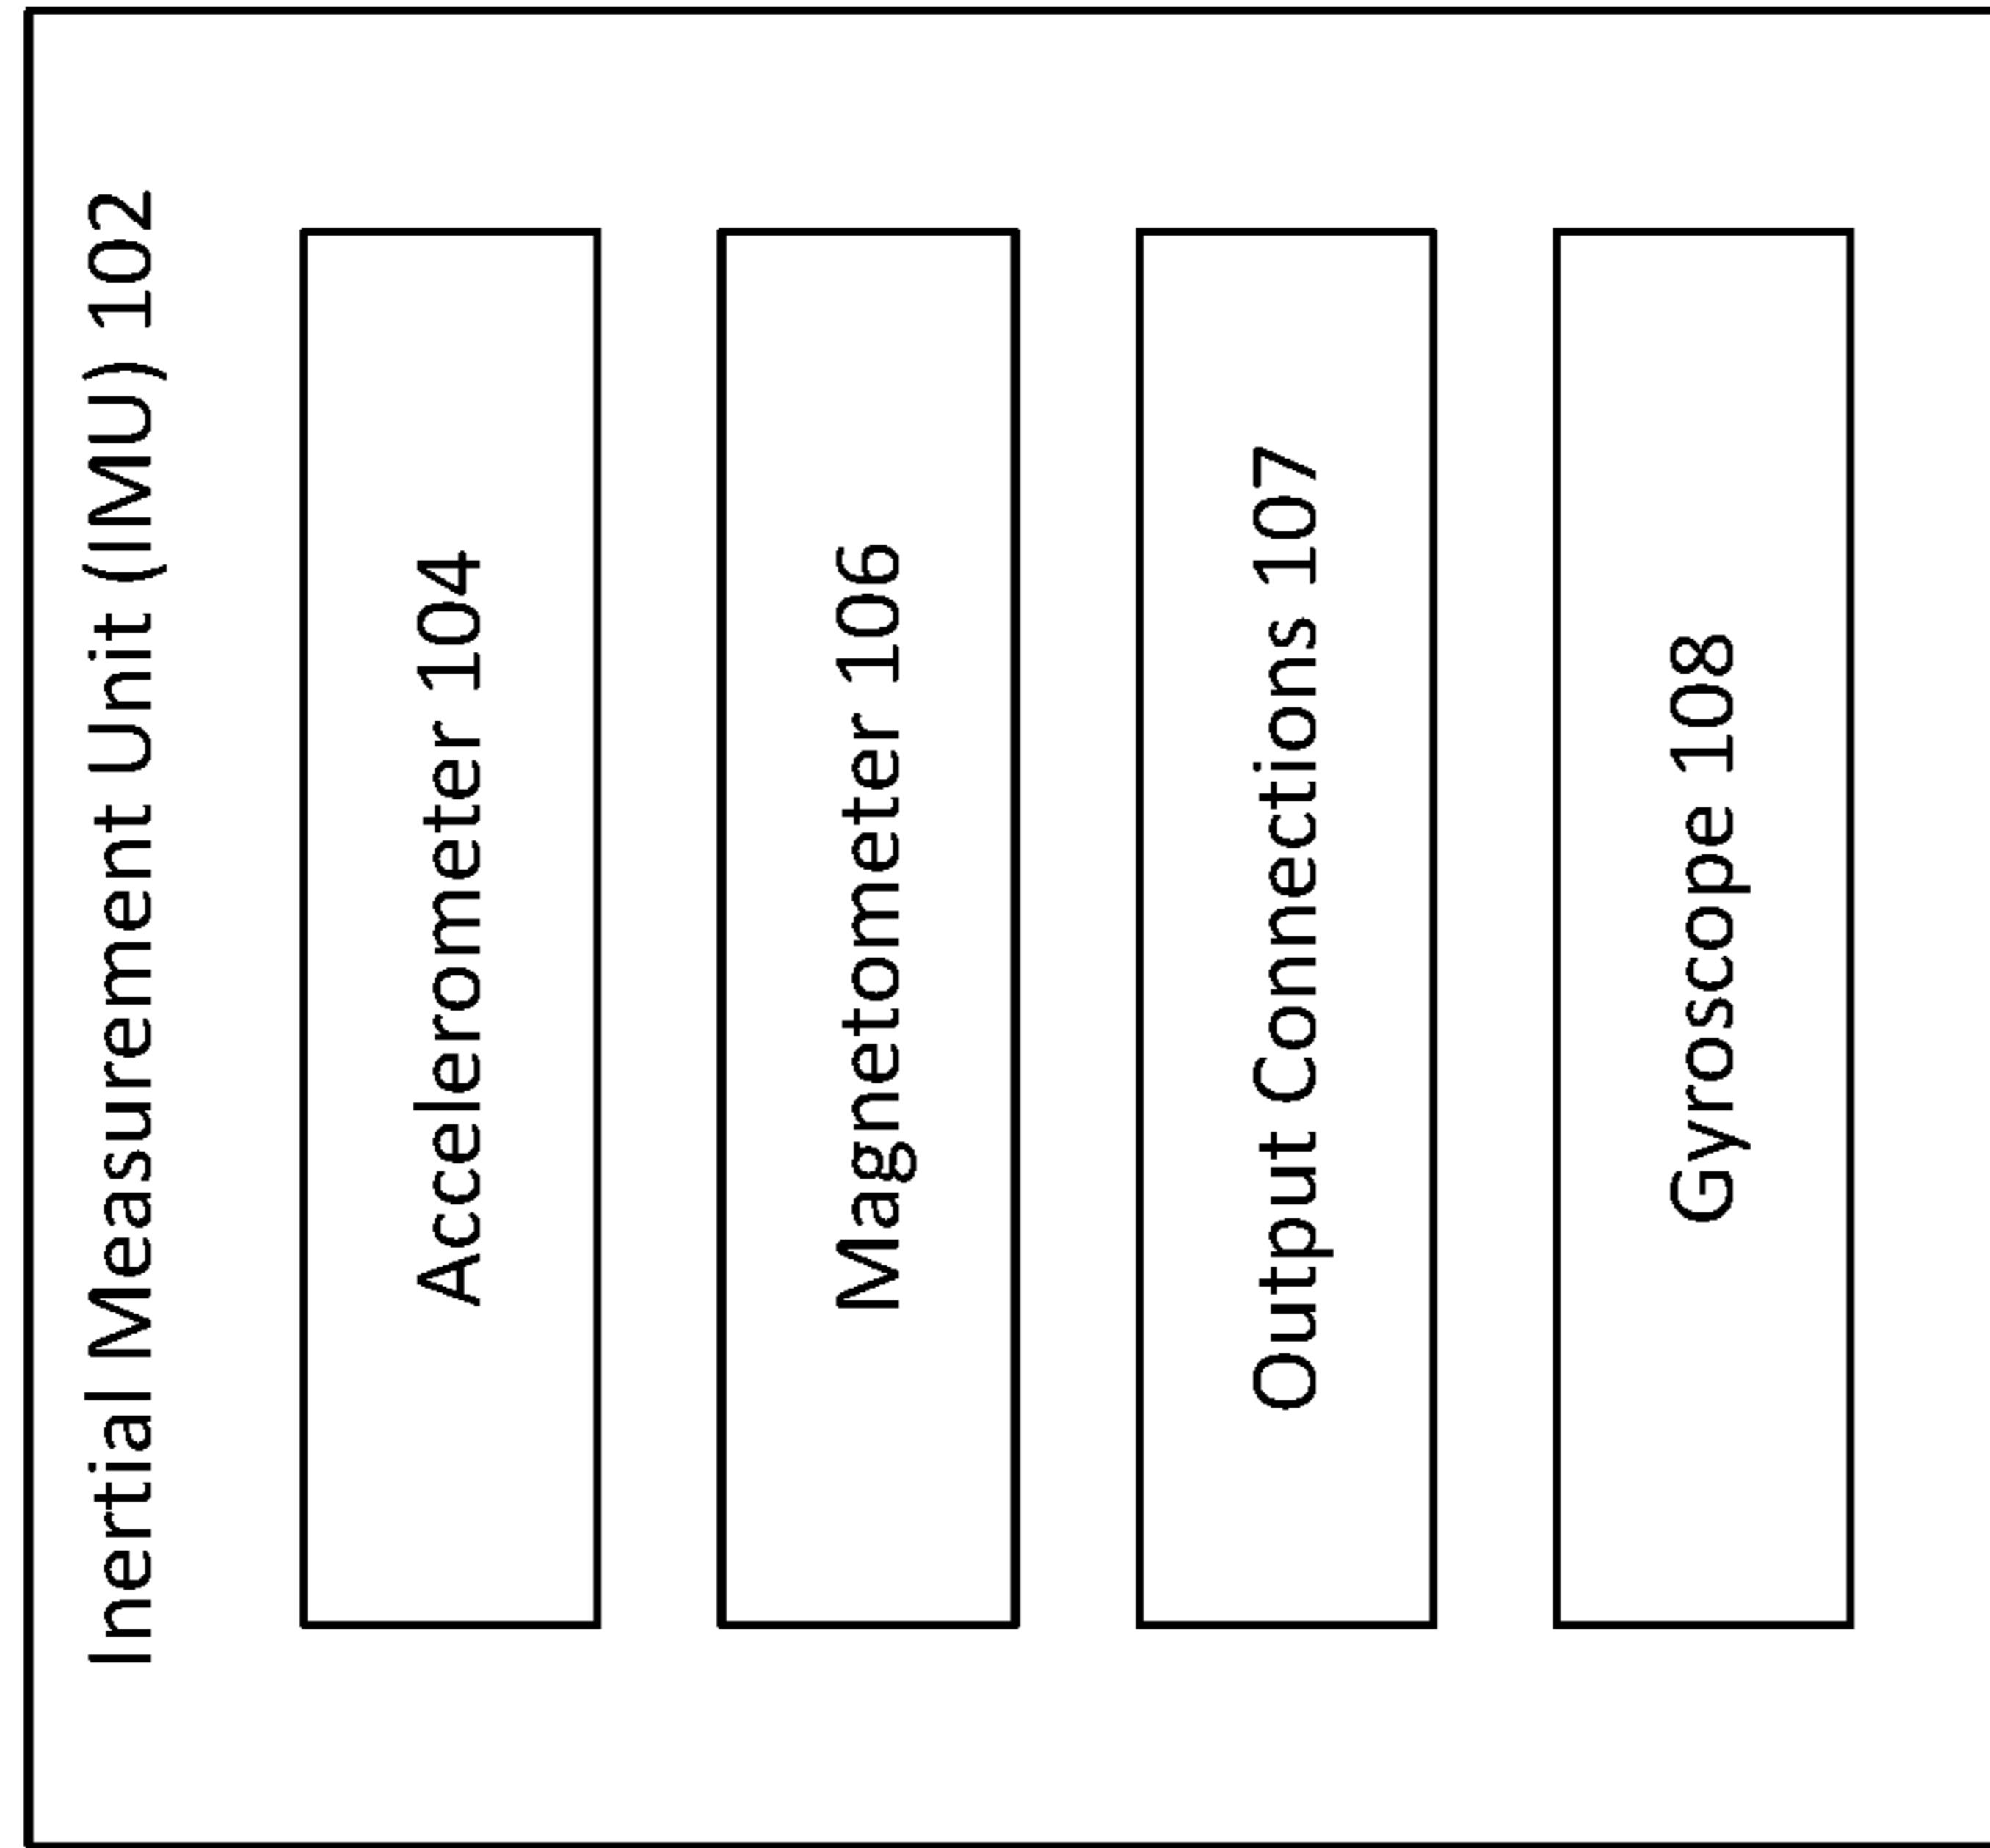 Inertial Measurement Unit (IMU) 102
Accelerometer 104
Magnetometer 106
Output Connections 107
Gyroscope 108